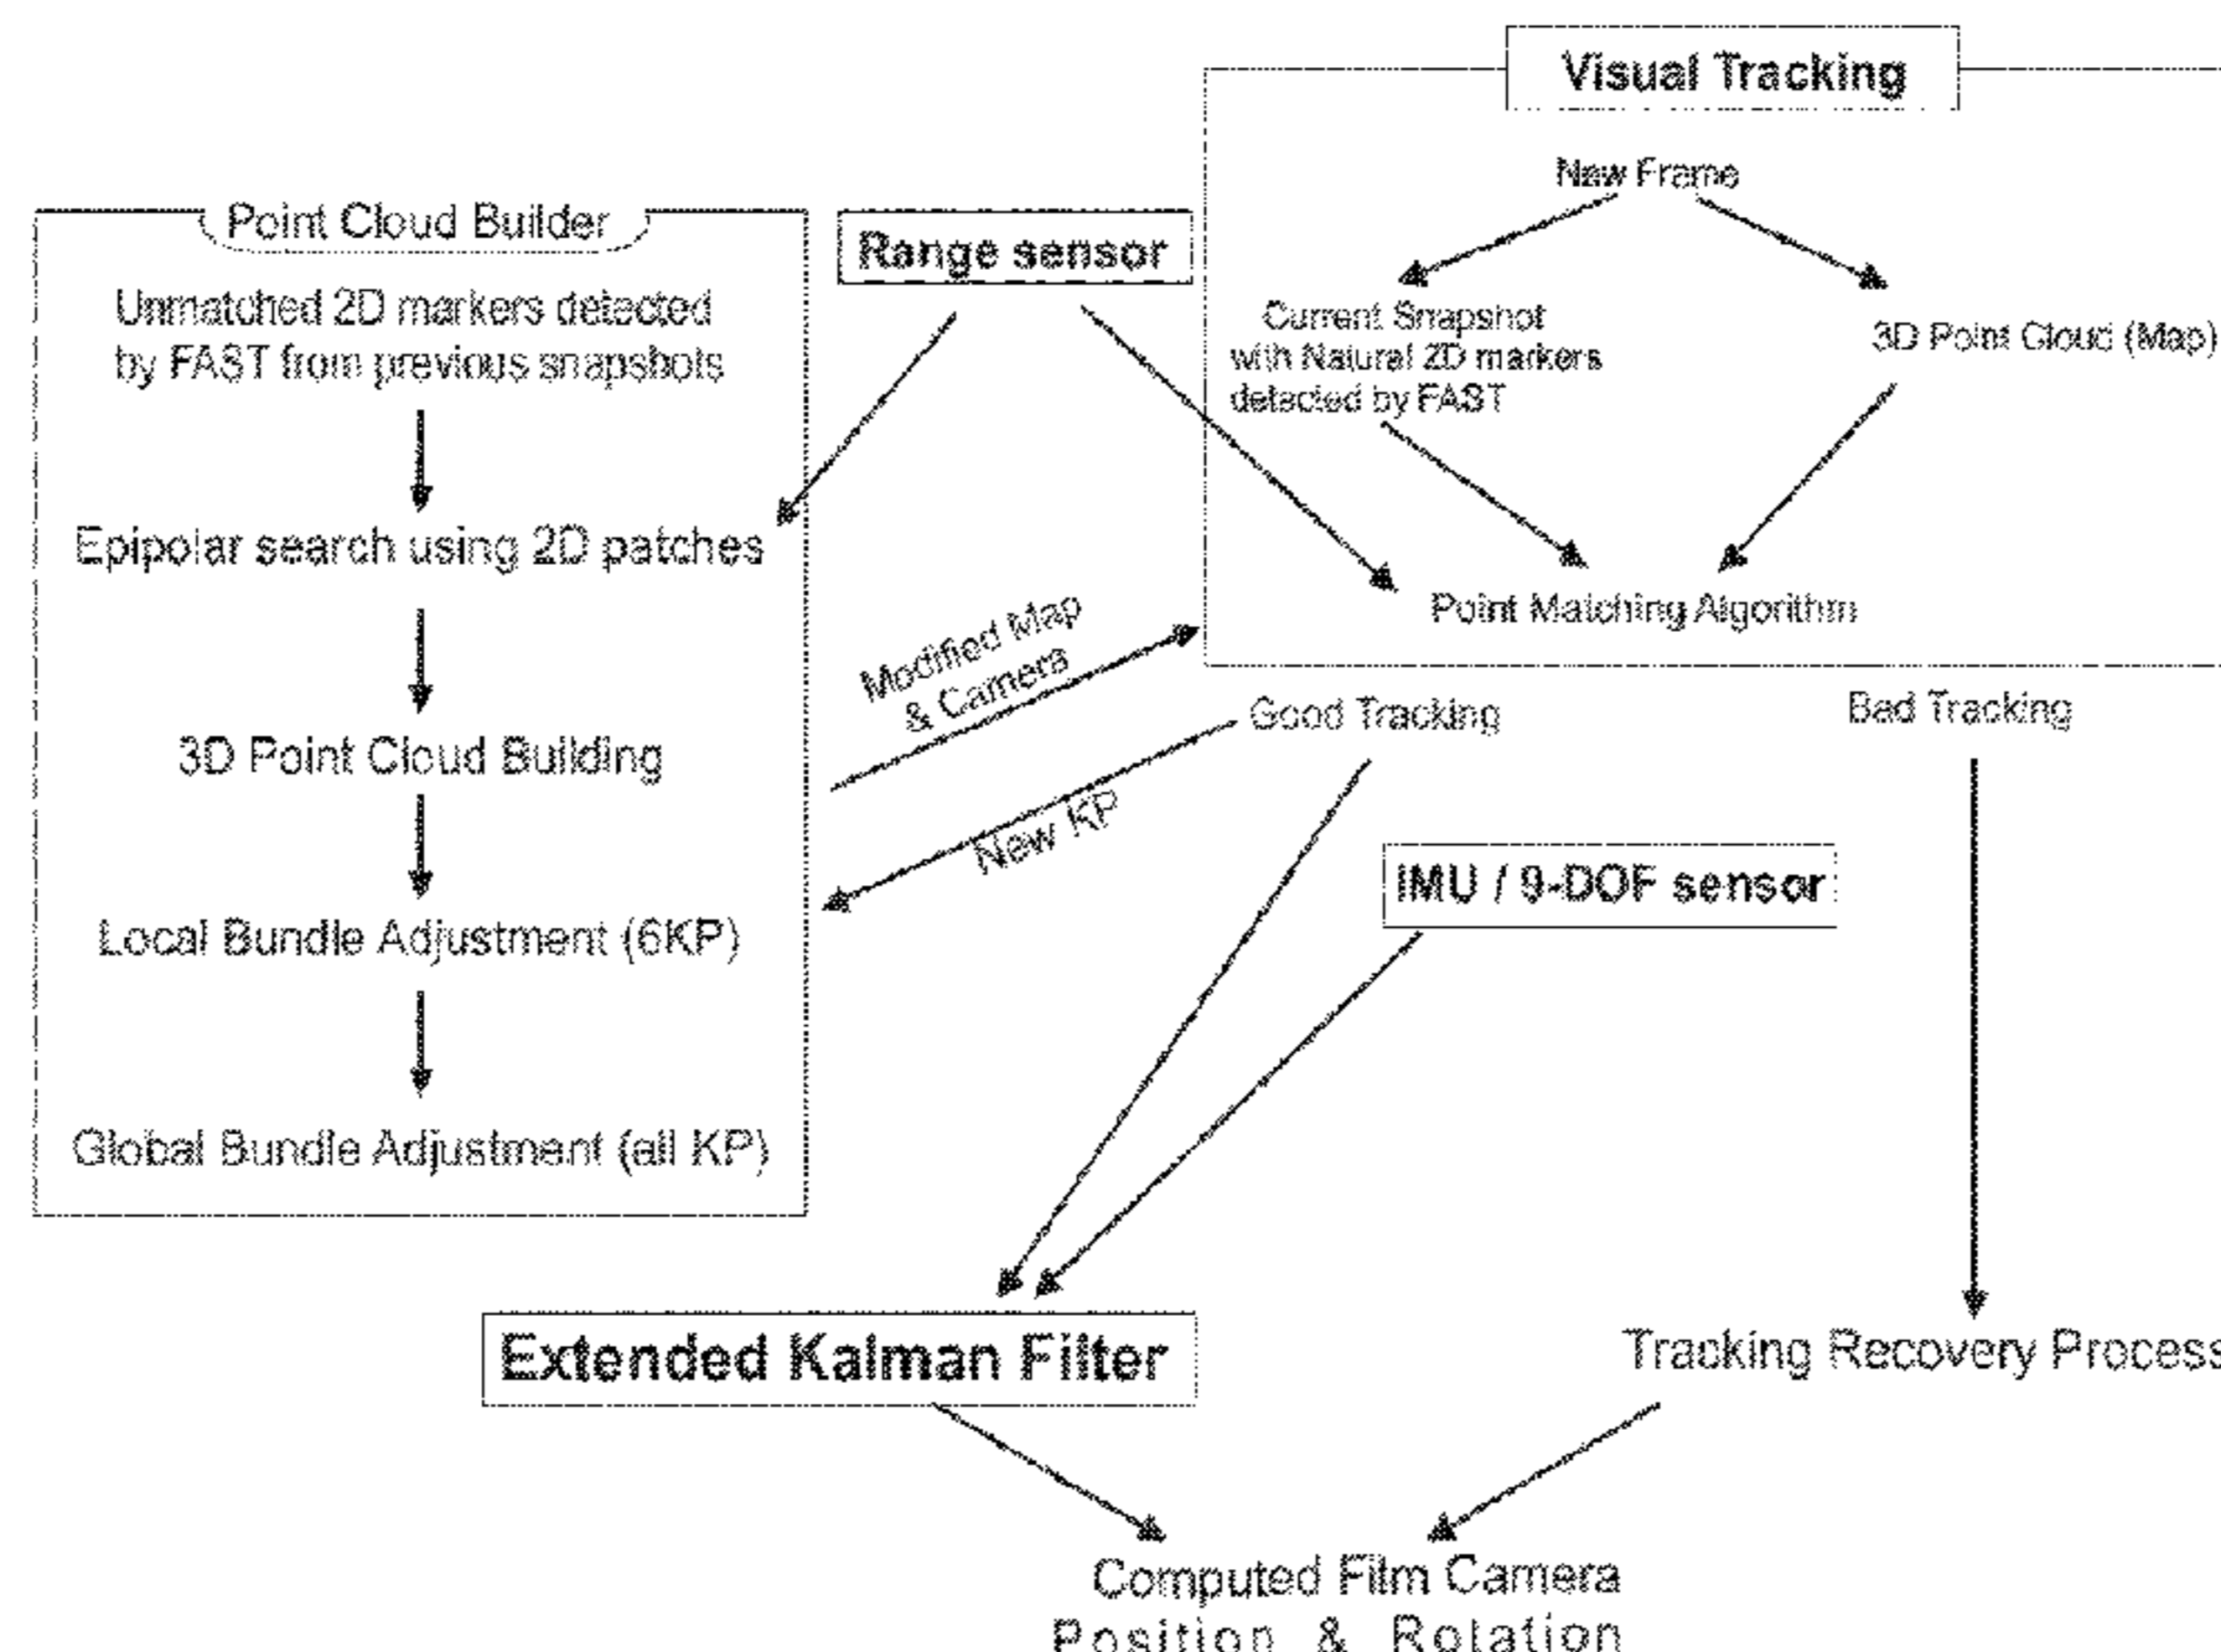 Visual Tracking
New Frame
Point Cloud Builder
Range sensor
Unmatched 2D markers detected
by FAST from previous snapshots
Current Snapshot
with Natural 2D markers
detected by FAST
3D Point Cloud (Map)
Epipolar search using 2D patches
Point Matching Algorithm
Modified Map
& Camera
Good Tracking
Bad Tracking
3D Point Cloud Building
New KP
IMU / 9-DOF sensor
Local Bundle Adjustment (6KP)
Global Bundle Adjustment (all KP)
Extended Kalman Filter
Tracking Recovery Process
Computed Film Camera
Position & Rotation